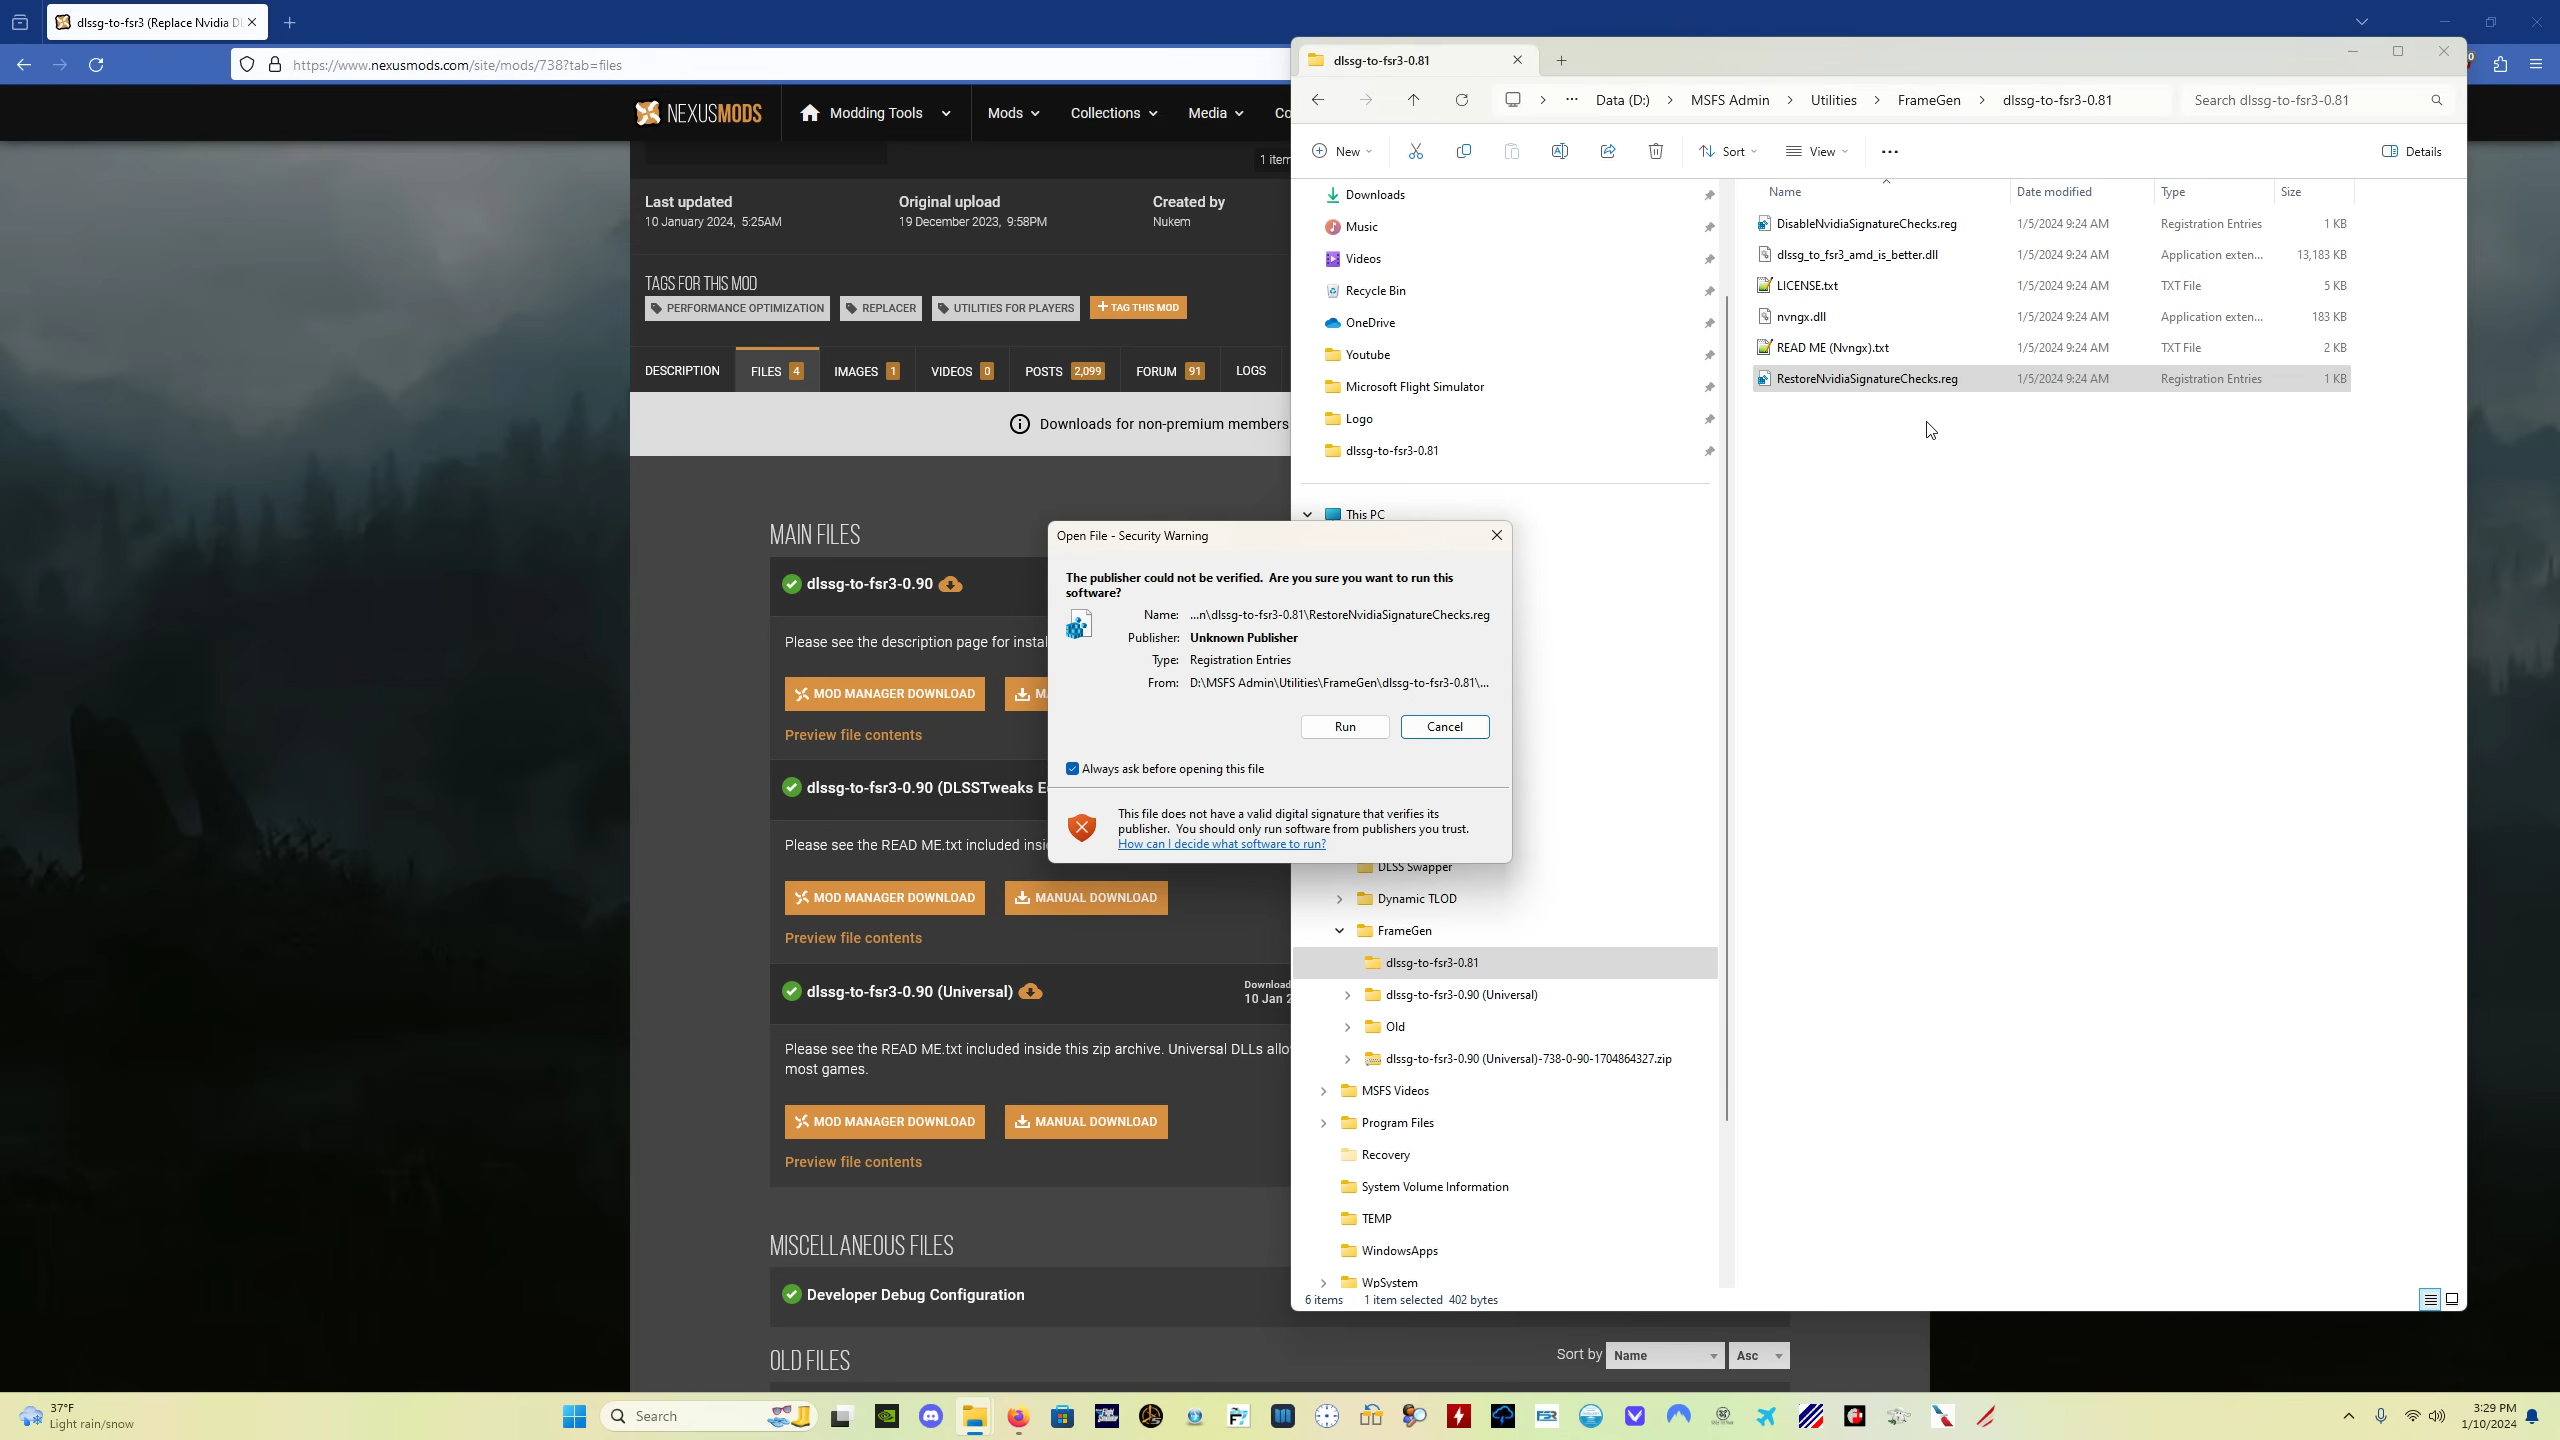 dlssg-to-fsr3 (Replace Nvidia D
https://www.nexusmods.com/site/mods/738?tab=files
NEXUSMODS
Modding Tools
Mods
Collections
Media
Co
1 item
Last updated
10 January 2024, 5:25AM
Original upload
19 December 2023, 9:58PM
Created by
Nukem
TAGS FOR THIS MOD
PERFORMANCE OPTIMIZATION
REPLACER
UTILITIES FOR PLAYERS
TAG THIS MOD
DESCRIPTION
FILES 4
IMAGES 1
VIDEOS 0
POSTS 2,099
FORUM 91
LOGS
Downloads for non-premium members
MAIN FILES
dlssg-to-fsr3-0.90
Please see the description page for instal
MOD MANAGER DOWNLOAD
M
Preview file contents
dlssg-to-fsr3-0.90 (DLSSTweaks E
Please see the READ ME.txt included insi
MOD MANAGER DOWNLOAD
MANUAL DOWNLOAD
Preview file contents
dlssg-to-fsr3-0.90 (Universal)
Download
10 Jan 2
Please see the READ ME.txt included inside this zip archive. Universal DLLs allo
most games.
MOD MANAGER DOWNLOAD
MANUAL DOWNLOAD
Preview file contents
MISCELLANEOUS FILES
Developer Debug Configuration
OLD FILES
Sort by
Name
Asc
dlssg-to-fsr3-0.81
Data (D:)
MSFS Admin
Utilities
FrameGen
dlssg-to-fsr3-0.81
Search dlssg-to-fsr3-0.81
New
Sort
View
Details
Downloads
Music
Videos
Recycle Bin
OneDrive
Youtube
Microsoft Flight Simulator
Logo
dlssg-to-fsr3-0.81
This PC
DLSS Swapper
Dynamic TLOD
FrameGen
dlssg-to-fsr3-0.81
dlssg-to-fsr3-0.90 (Universal)
Old
dlssg-to-fsr3-0.90 (Universal)-738-0-90-1704864327.zip
MSFS Videos
Program Files
Recovery
System Volume Information
TEMP
WindowsApps
WpSystem
6 items
1 item selected 402 bytes
Name
Date modified
Type
Size
DisableNvidiaSignatureChecks.reg 1/5/2024 9:24 AM Registration Entries 1 KB
dlssg_to_fsr3_amd_is_better.dll 1/5/2024 9:24 AM Application exten... 13,183 KB
LICENSE.txt 1/5/2024 9:24 AM TXT File 5 KB
nvngx.dll 1/5/2024 9:24 AM Application exten... 183 KB
READ ME (Nvngx).txt 1/5/2024 9:24 AM TXT File 2 KB
RestoreNvidiaSignatureChecks.reg 1/5/2024 9:24 AM Registration Entries 1 KB
Open File - Security Warning
The publisher could not be verified. Are you sure you want to run this
software?
Name: ...n\dlssg-to-fsr3-0.81\RestoreNvidiaSignatureChecks.reg
Publisher: Unknown Publisher
Type: Registration Entries
From: D:\MSFS Admin\Utilities\FrameGen\dlssg-to-fsr3-0.81\...
Run
Cancel
Always ask before opening this file
This file does not have a valid digital signature that verifies its
publisher. You should only run software from publishers you trust.
How can I decide what software to run?
37°F
Light rain/snow
Search
FSR
3:29 PM
1/10/2024